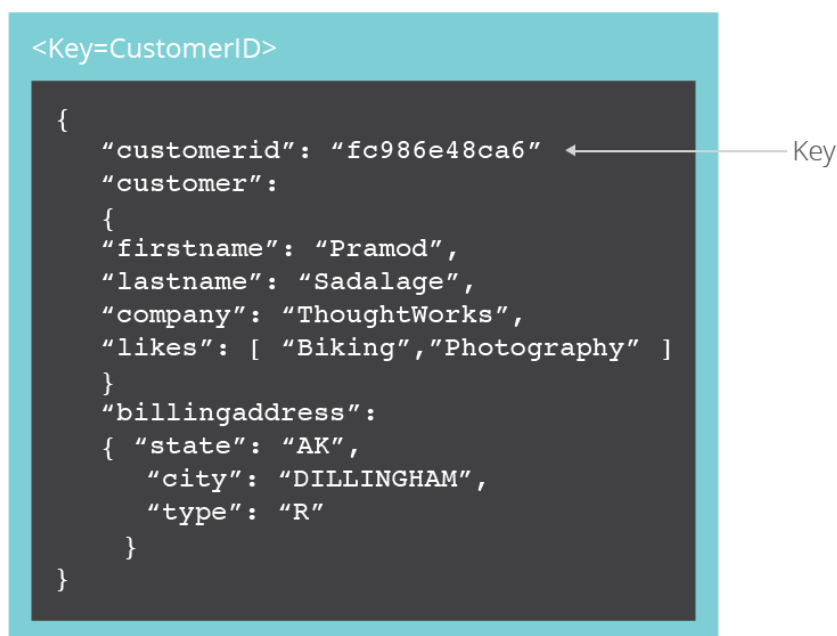 <Key=CustomerID>
{
“customerid”: “fc986e48ca6” Key
“customer”:
{
“firstname”: “Pramod”,
“lastname”: “Sadalage”,
“company”: “ThoughtWorks”,
“likes”: [ “Biking”,”Photography” ]
}
“billingaddress”:
{ “state”: “AK”,
“city”: “DILLINGHAM”,
“type”: “R”
}
}